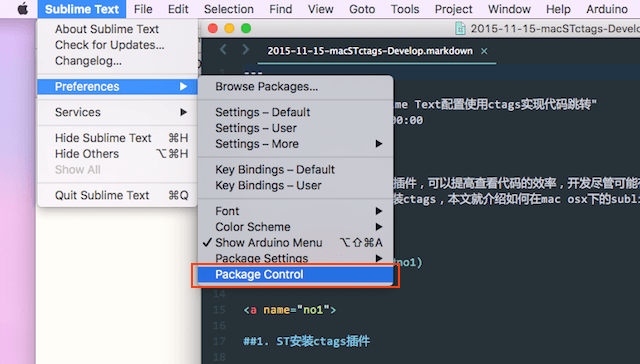 Sublime Text File Edit Selection Find View Goto Tools Project Window Help Arduino
About Sublime Text
Check for Updates...
Changelog...
Preferences
Services
Hide Sublime Text ⌘H
Hide Others ⌥⌘H
Show All
Quit Sublime Text ⌘Q
Browse Packages...
Settings – Default
Settings – User
Settings – More
Key Bindings – Default
Key Bindings – User
Font
Color Scheme
✓ Show Arduino Menu ⌥⇧⌘A
Package Settings
Package Control
2015-11-15-macSTctags-Develo
2015-11-15-macSTctags-Develop.markdown ×
---
me Text配置使用ctags实现代码跳转"
00:00
插件，可以提高查看代码的效率，开发尽管可能
装ctags，本文就介绍如何在mac osx下的subli
no1)
14
15 <a name="no1">
16
17 ##1. ST安装ctags插件
18